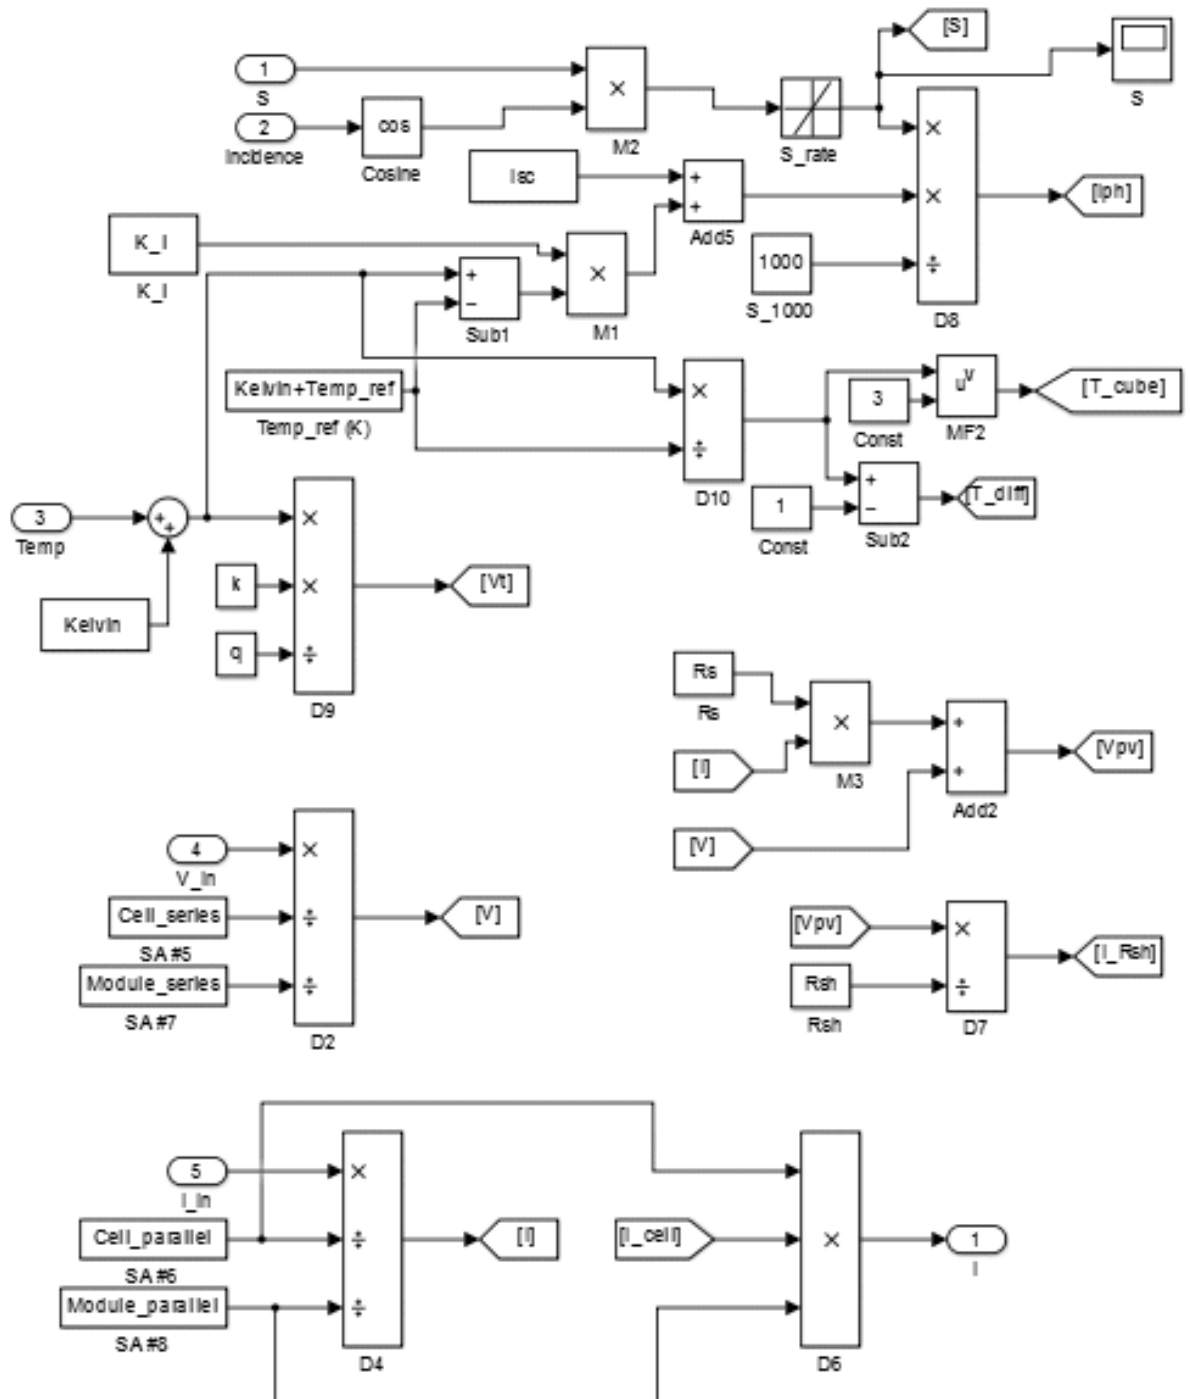 [S]
1
S
2
Incidence
cos
Cosine
×
M2
S_rate
S
Isc
+
+
Add5
×
×
÷
D8
[Iph]
K_I
K_I
+
−
Sub1
×
M1
1000
S_1000
Kelvin+Temp_ref
Temp_ref (K)
×
÷
D10
3
Const
u^v
MF2
[T_cube]
1
Const
+
−
Sub2
[T_diff]
3
Temp
+
+
Kelvin
k
q
×
×
÷
D9
[Vt]
Rs
Rs
[I]
×
M3
[V]
+
+
Add2
[Vpv]
4
V_in
Cell_series
SA#5
Module_series
SA#7
×
÷
÷
D2
[V]
[Vpv]
Rsh
Rsh
×
÷
D7
[I_Rsh]
5
I_in
Cell_parallel
SA#6
Module_parallel
SA#8
×
÷
÷
D4
[I]
[I_cell]
×
D6
1
I